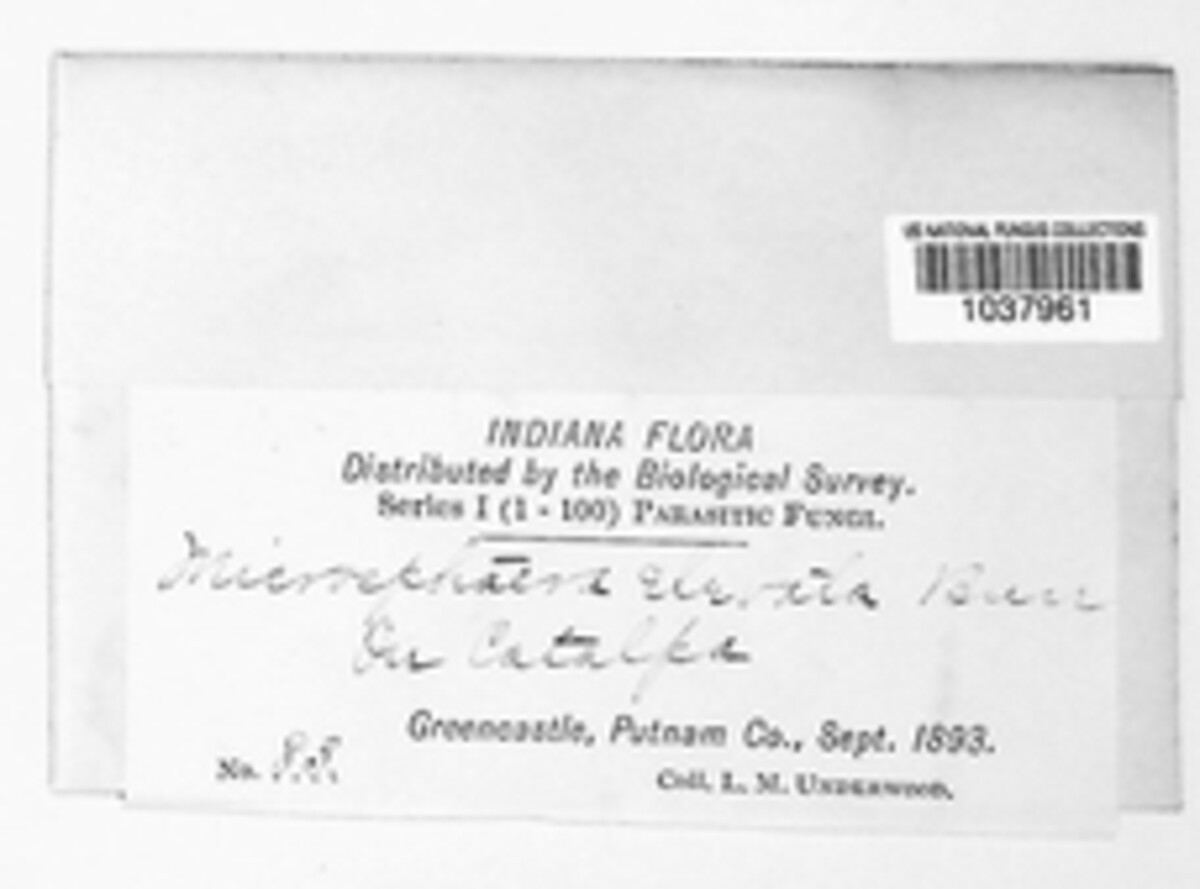 US NATIONAL FUNGUS COLLECTIONS
1037961
INDIANA FLORA
Distributed by the Biological Survey.
Series I (1 - 100) PARASITIC FUNGI.
Microsphaera elevata Burr
On Catalpa
Greencastle, Putnam Co., Sept. 1893.
No.
Coll. L. M. UNDERWOOD.